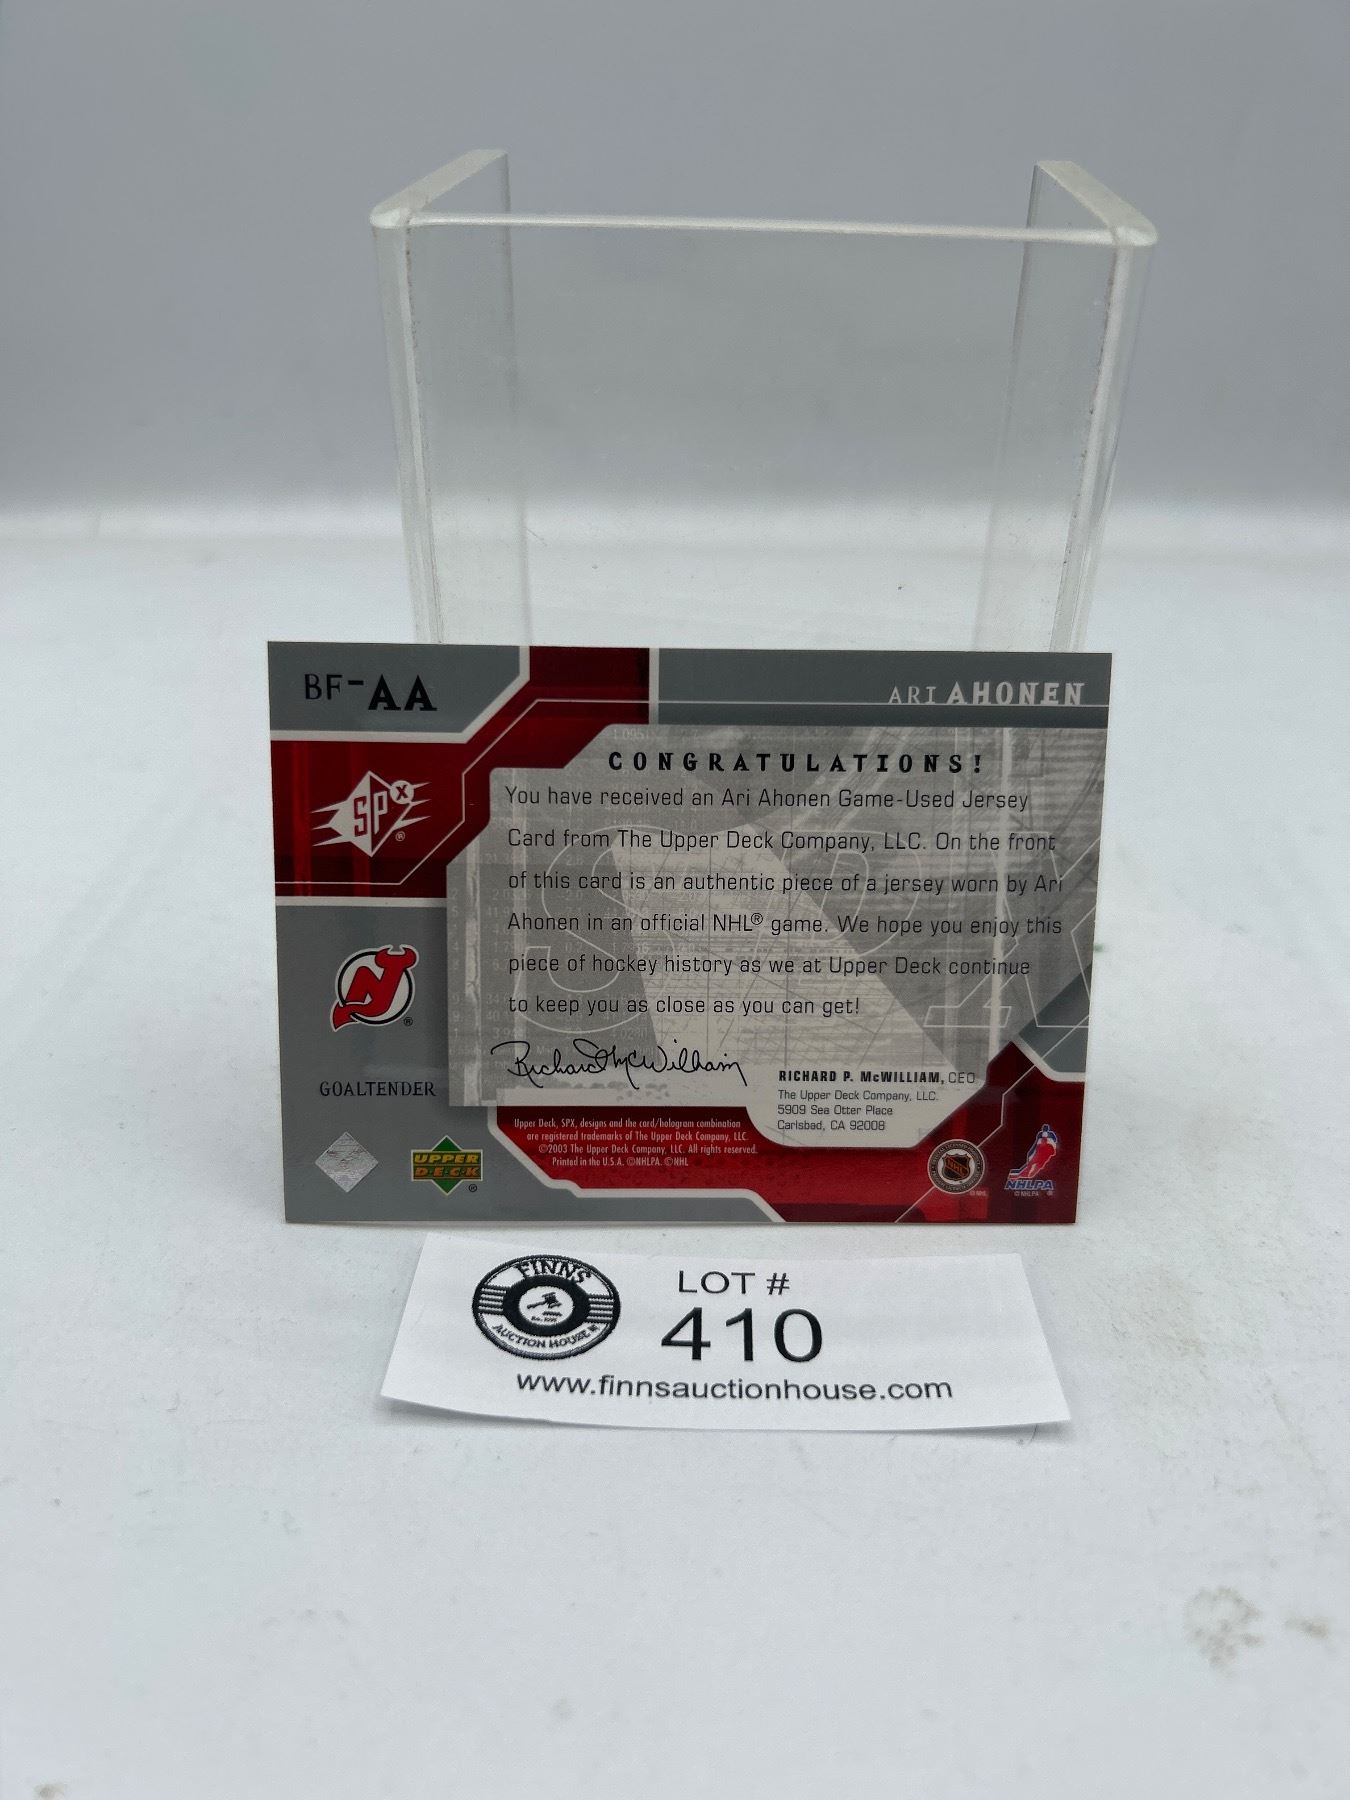 BF-AA
ARI AHONEN
SPX®
CONGRATULATIONS!
You have received an Ari Ahonen Game-Used Jersey
Card from The Upper Deck Company, LLC. On the front
of this card is an authentic piece of a jersey worn by Ari
Ahonen in an official NHL® game. We hope you enjoy this
piece of hockey history as we at Upper Deck continue
to keep you as close as you can get!
®
GOALTENDER
Richard McWilliam
RICHARD P. McWILLIAM, CEO
The Upper Deck Company, LLC.
5909 Sea Otter Place
Carlsbad, CA 92008
Upper Deck, SPX, designs and the card/hologram combination
are registered trademarks of The Upper Deck Company, LLC.
©2003 The Upper Deck Company, LLC. All rights reserved.
Printed in the U.S.A. ©NHLPA. ©NHL
UPPER
DECK®
NHL
©NHL
NHLPA
©NHLPA ®
FINNS
AUCTION HOUSE
LOT #
410
www.finnsauctionhouse.com